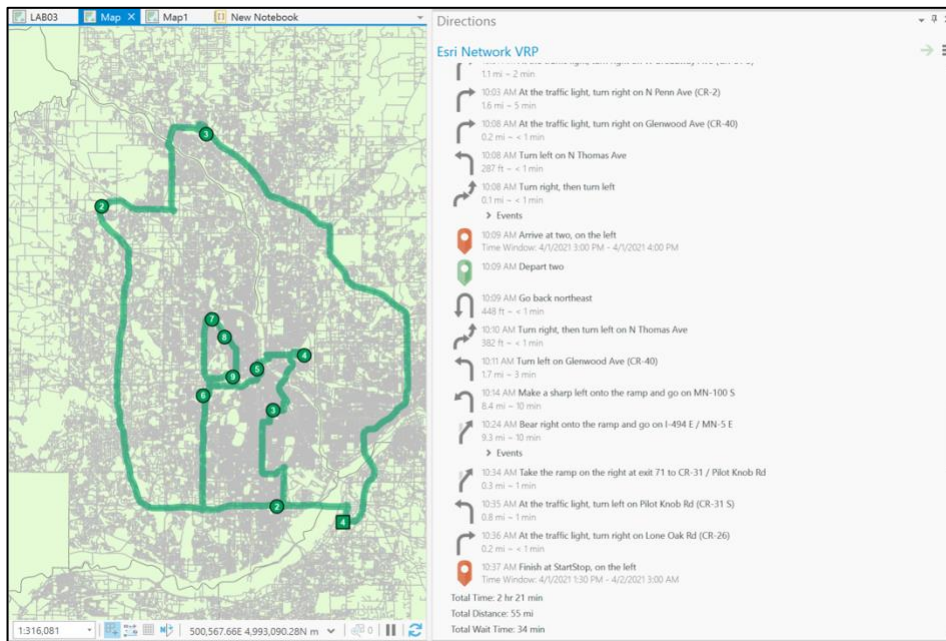 LAB03
Map
Map1
New Notebook
3
2
7
8
9
5
4
6
3
2
4
1:316,081
500,567.66E 4,993,090.28N m
0
Directions
Esri Network VRP
1.1 mi ~ 2 min
10:03 AM At the traffic light, turn right on N Penn Ave (CR-2)
1.6 mi ~ 5 min
10:08 AM At the traffic light, turn right on Glenwood Ave (CR-40)
0.2 mi ~ < 1 min
10:08 AM Turn left on N Thomas Ave
287 ft ~ < 1 min
10:08 AM Turn right, then turn left
0.1 mi ~ < 1 min
> Events
10:09 AM Arrive at two, on the left
Time Window: 4/1/2021 3:00 PM - 4/1/2021 4:00 PM
10:09 AM Depart two
10:09 AM Go back northeast
448 ft ~ < 1 min
10:10 AM Turn right, then turn left on N Thomas Ave
382 ft ~ < 1 min
10:11 AM Turn left on Glenwood Ave (CR-40)
1.7 mi ~ 3 min
10:14 AM Make a sharp left onto the ramp and go on MN-100 S
8.4 mi ~ 10 min
10:24 AM Bear right onto the ramp and go on I-494 E / MN-5 E
9.3 mi ~ 10 min
> Events
10:34 AM Take the ramp on the right at exit 71 to CR-31 / Pilot Knob Rd
0.3 mi ~ 1 min
10:35 AM At the traffic light, turn left on Pilot Knob Rd (CR-31 S)
0.8 mi ~ 1 min
10:36 AM At the traffic light, turn right on Lone Oak Rd (CR-26)
0.2 mi ~ < 1 min
10:37 AM Finish at StartStop, on the left
Time Window: 4/1/2021 1:30 PM - 4/2/2021 3:00 AM
Total Time: 2 hr 21 min
Total Distance: 55 mi
Total Wait Time: 34 min